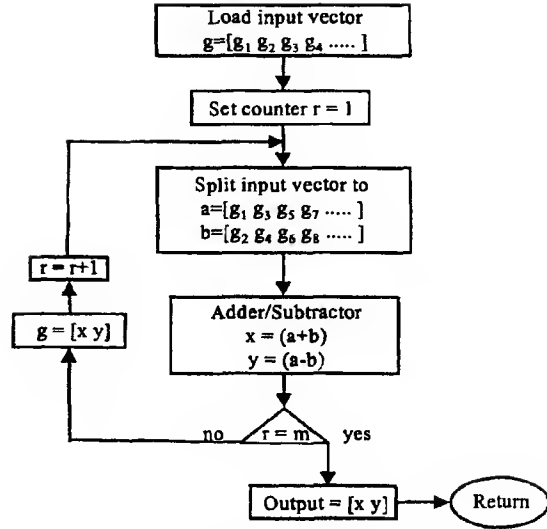 Load input vector
g=[g₁ g₂ g₃ g₄ ..... ]
Set counter r = 1
Split input vector to
a=[g₁ g₃ g₅ g₇ ..... ]
b=[g₂ g₄ g₆ g₈ ..... ]
r = r+1
Adder/Subtractor
x = (a+b)
y = (a-b)
g = [x y]
no
r = m
yes
Output = [x y]
Return